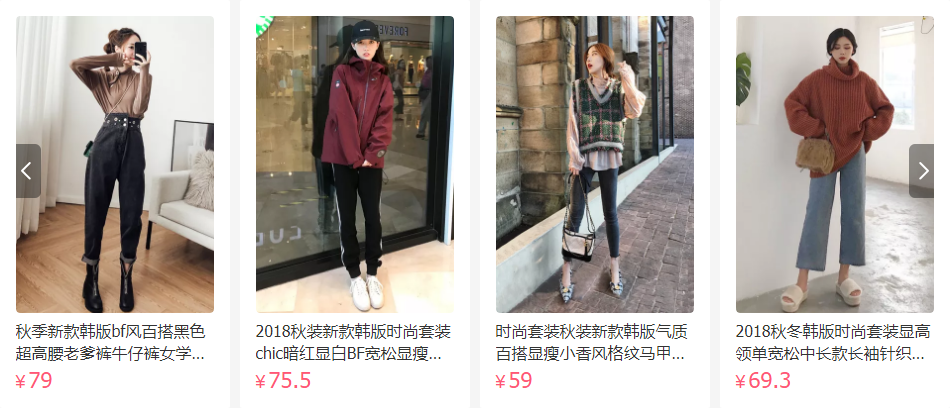 秋季新款韩版bf风百搭黑色
超高腰老爹裤牛仔裤女学...
¥79
2018秋装新款韩版时尚套装
chic暗红显白BF宽松显瘦...
¥75.5
时尚套装秋装新款韩版气质
百搭显瘦小香风格纹马甲...
¥59
2018秋冬韩版时尚套装显高
领单宽松中长款长袖针织...
¥69.3